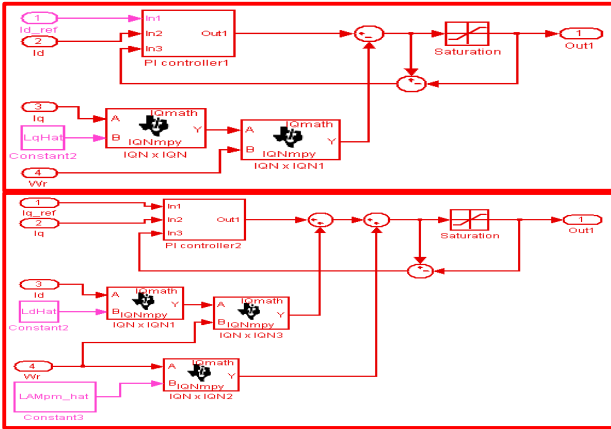 1
Id_ref
2
Id
In1
In2
In3
Out1
PI controller1
Saturation
1
Out1
3
Iq
LqHat
Constant2
4
Wr
A
B
IQmath
Y
IQNmpy
IQN x IQN
A
B
IQmath
Y
IQNmpy
IQN x IQN1
1
Iq_ref
2
Iq
In1
In2
In3
Out1
PI controller2
Saturation
1
Out1
3
Id
LdHat
Constant2
A
B
IQmath
Y
IQNmpy
IQN x IQN1
A
B
IQmath
Y
IQNmpy
IQN x IQN3
4
Wr
LAMpm_hat
Constant3
A
B
IQmath
Y
IQNmpy
IQN x IQN2